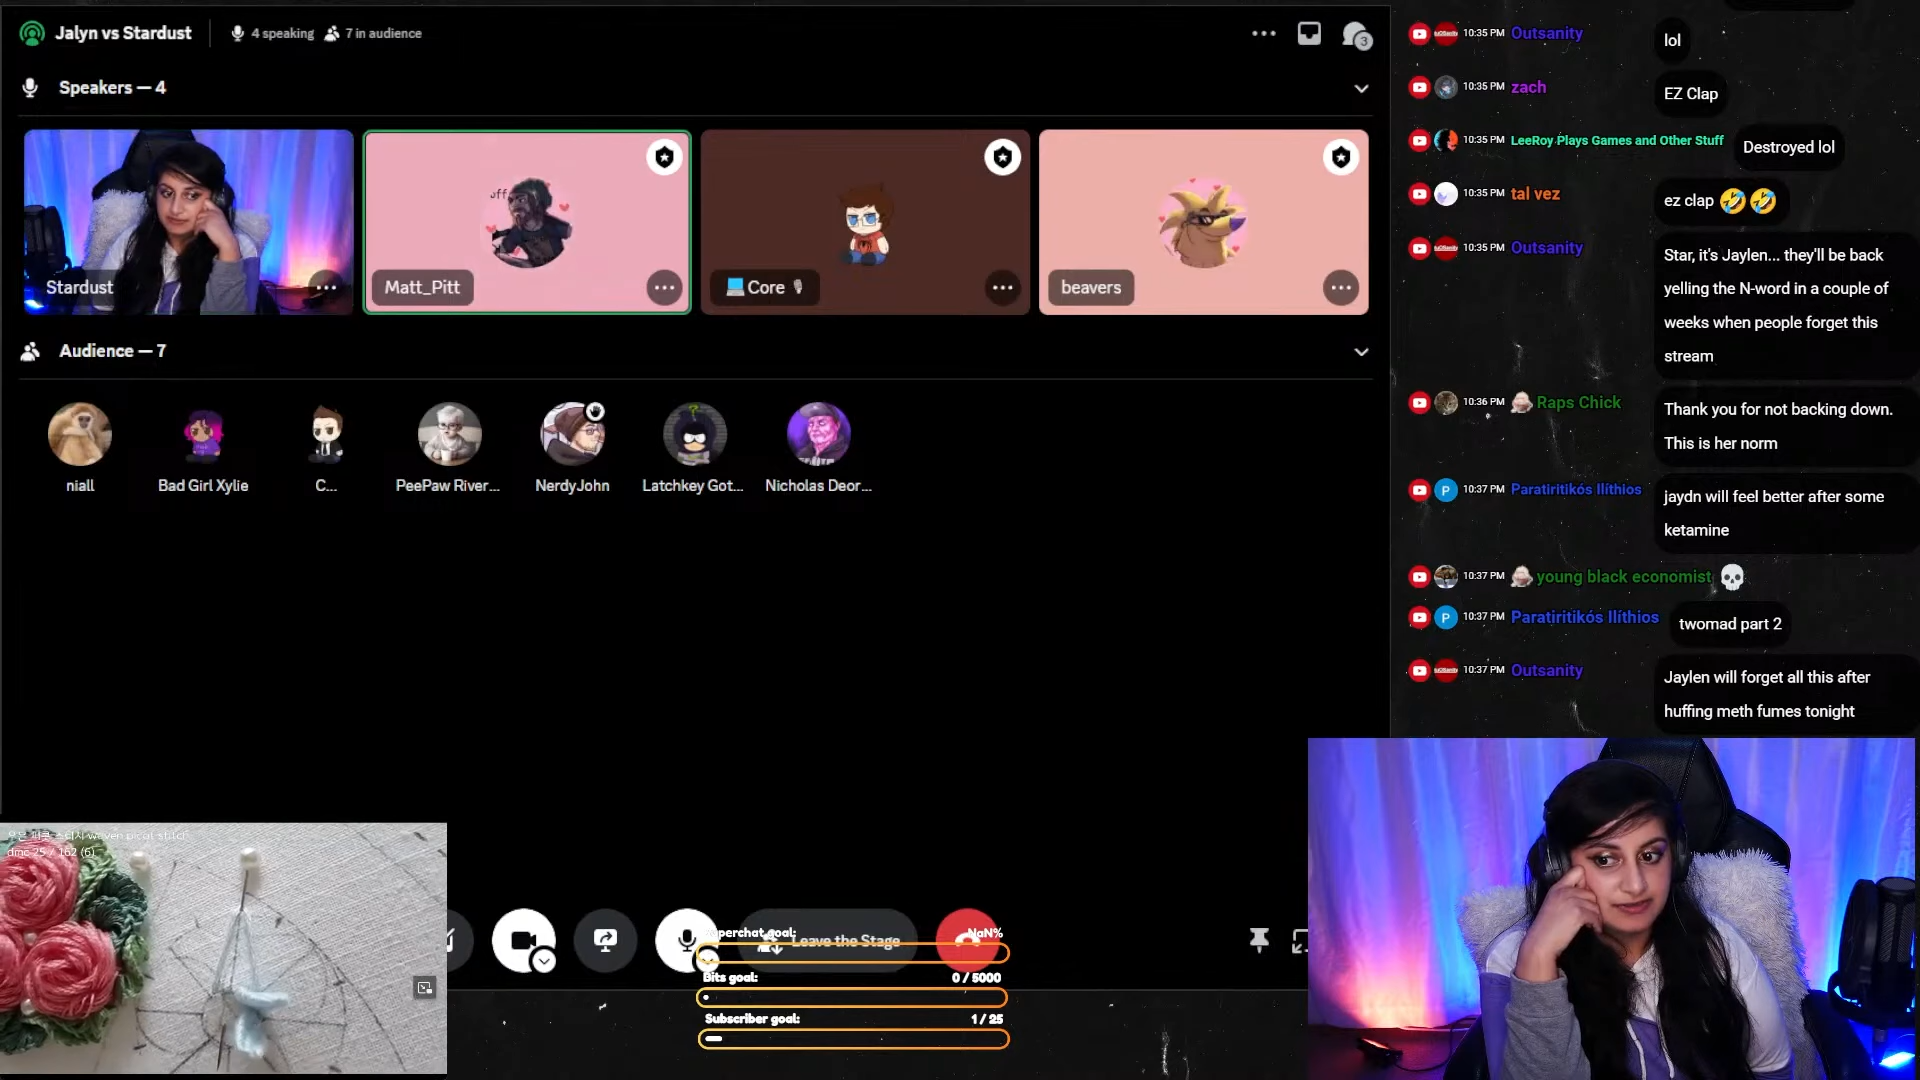 Jalyn vs Stardust
4 speaking
7 in audience
3
Speakers — 4
Stardust
off
Matt_Pitt
Core
beavers
Audience — 7
niall
Bad Girl Xylie
C...
PeePaw River...
NerdyJohn
Latchkey Got...
Nicholas Deor...
dmc 25 / 162 (6)
Leave the Stage
NaN%
Bits goal:
0 / 5000
Subscriber goal:
1 / 25
10:35 PM Outsanity
lol
10:35 PM zach
EZ Clap
10:35 PM LeeRoy Plays Games and Other Stuff
Destroyed lol
10:35 PM tal vez
ez clap 🤣🤣
10:35 PM Outsanity
Star, it's Jaylen... they'll be back
yelling the N-word in a couple of
weeks when people forget this
stream
10:36 PM Raps Chick
Thank you for not backing down.
This is her norm
P
10:37 PM Paratiritikós Ilíthios
jaydn will feel better after some
ketamine
10:37 PM young black economist 💀
P
10:37 PM Paratiritikós Ilíthios
twomad part 2
10:37 PM Outsanity
Jaylen will forget all this after
huffing meth fumes tonight